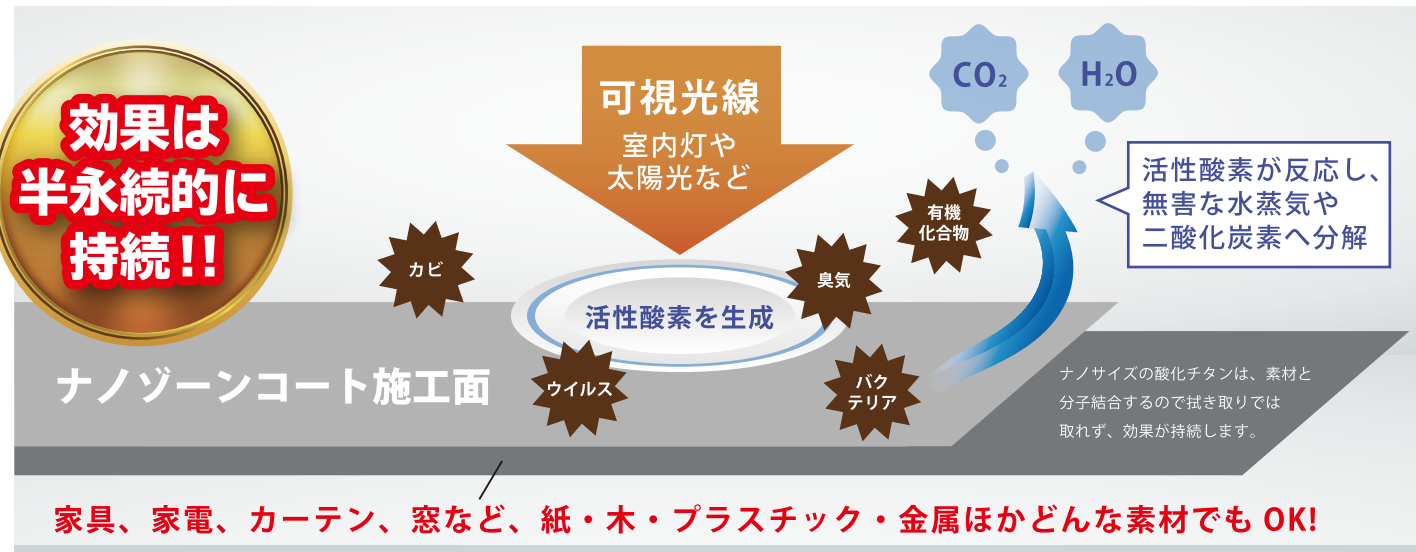 効果は
半永続的に
持続!!
可視光線
室内灯や
太陽光など
CO₂
H₂O
活性酸素が反応し、
無害な水蒸気や
二酸化炭素へ分解
有機
化合物
カビ
臭気
活性酸素を生成
ウイルス
バク
テリア
ナノゾーンコート施工面
ナノサイズの酸化チタンは、素材と
分子結合するので拭き取りでは
取れず、効果が持続します。
家具、家電、カーテン、窓など、紙・木・プラスチック・金属ほかどんな素材でも OK!